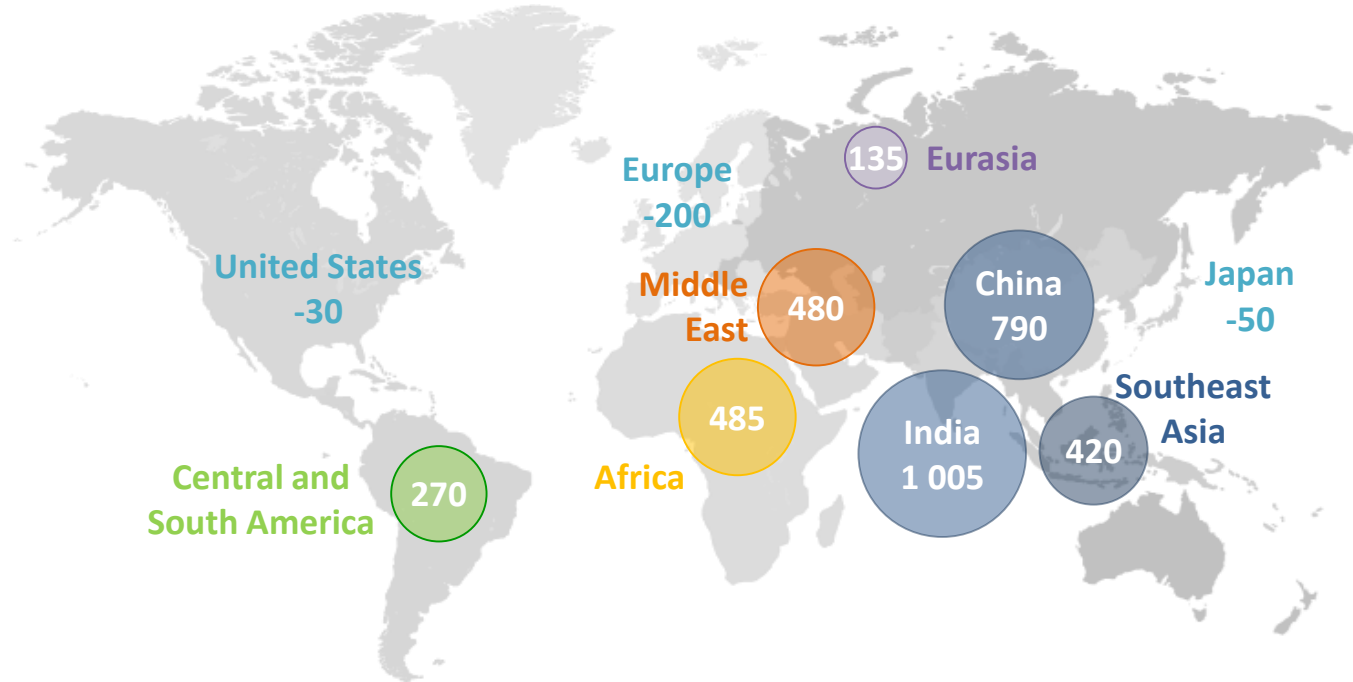 135 Eurasia
Europe
-200
United States
-30
Middle
East
480
China
790
Japan
-50
Southeast
Asia
420
485
Africa
India
1 005
Central and
South America
270